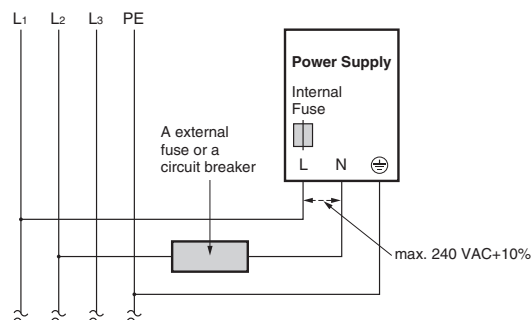 L1 L2 L3 PE
Power Supply
Internal
Fuse
L N
A external
fuse or a
circuit breaker
max. 240 VAC+10%